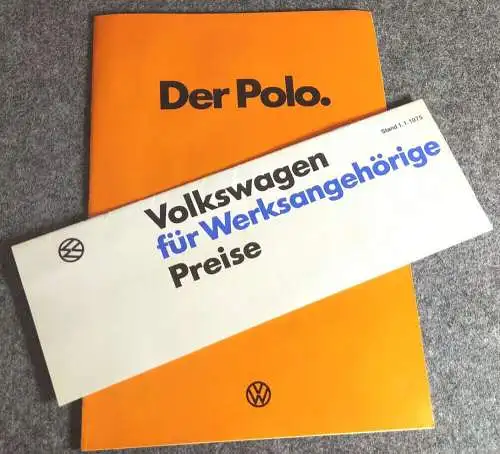 Der Polo.
Stand 1.1.1975
Volkswagen
für Werksangehörige
Preise